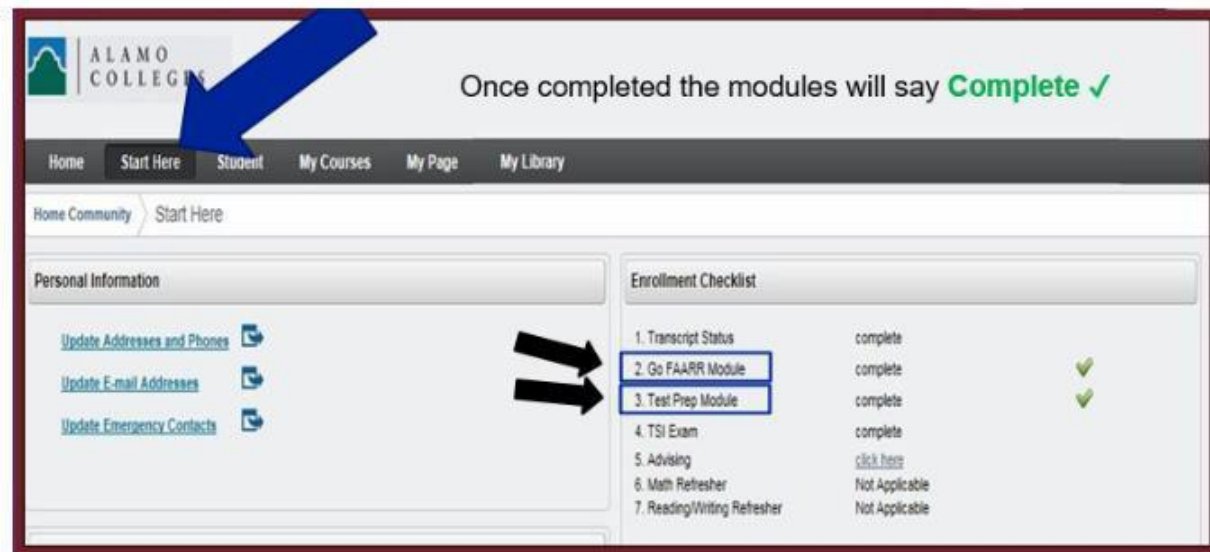 ALAMO
COLLEGES
Once completed the modules will say Complete ✓
Home Start Here Student My Courses My Page My Library
Home Community Start Here
Personal Information
Update Addresses and Phones
Update E-mail Addresses
Update Emergency Contacts
Enrollment Checklist
1. Transcript Status complete
2. Go FAARR Module complete
3. Test Prep Module complete
4. TSI Exam complete
5. Advising click here
6. Math Refresher Not Applicable
7. Reading/Writing Refresher Not Applicable